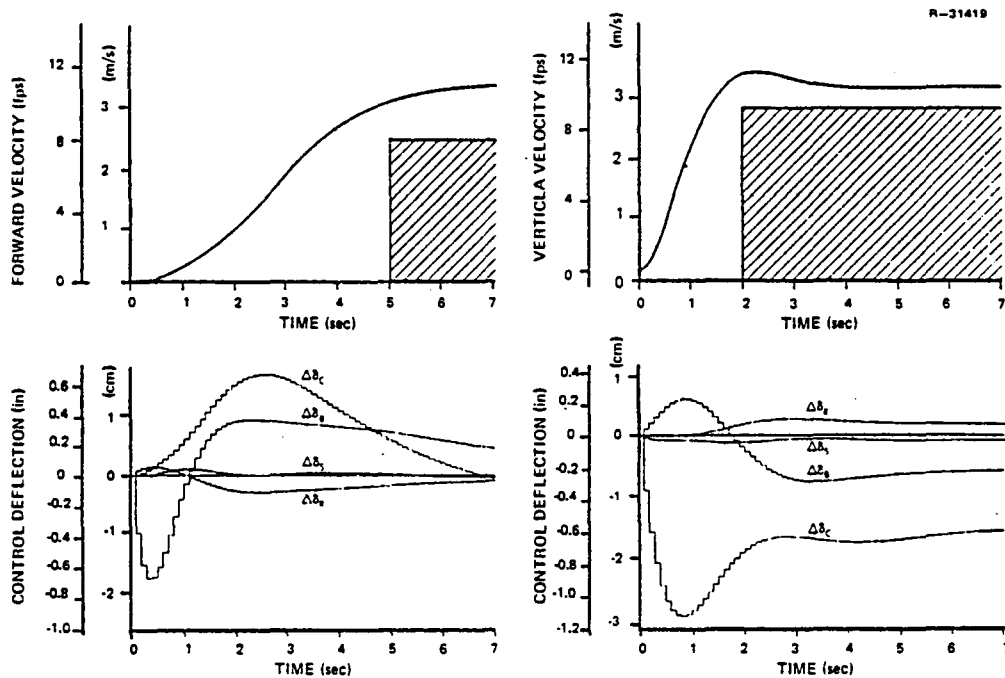 R-31419
FORWARD VELOCITY (fps)
12
8
4
0
(m/s)
3
2
1
0
0 1 2 3 4 5 6 7
TIME (sec)
VERTICLA VELOCITY (fps)
12
8
4
0
(m/s)
3
2
1
0
0 1 2 3 4 5 6 7
TIME (sec)
CONTROL DEFLECTION (in)
0.6
0.4
0.2
0
-0.2
-0.4
-0.6
-0.8
-1.0
(cm)
1
0
-1
-2
Δδc
Δδs
Δδe
0 1 2 3 4 5 6 7
TIME (sec)
CONTROL DEFLECTION (in)
0.4
0.2
0
-0.2
-0.4
-0.6
-0.8
-1.0
-1.2
(cm)
1
0
-1
-2
-3
Δδs
Δδc
0 1 2 3 4 5 6 7
TIME (sec)